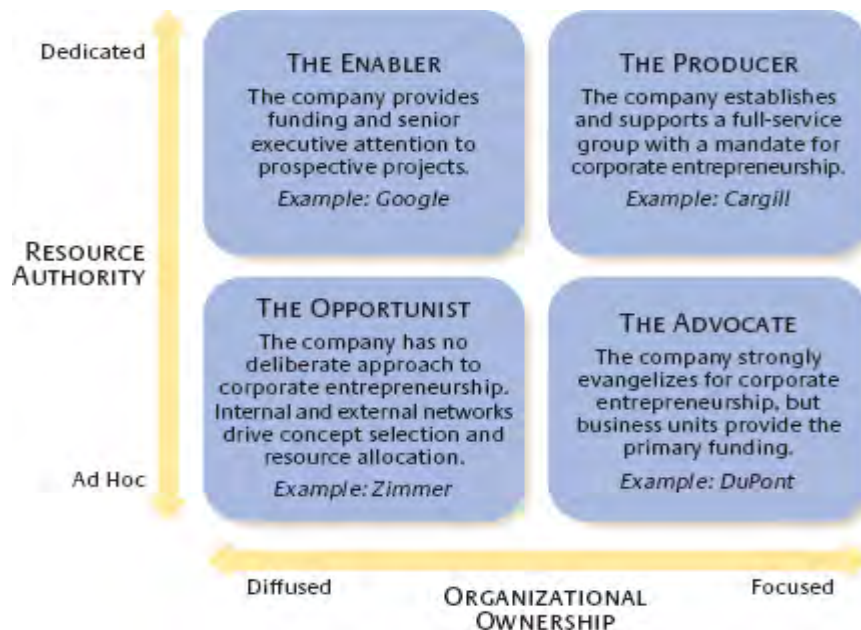 Dedicated
THE ENABLER
The company provides
funding and senior
executive attention to
prospective projects.
Example: Google
THE PRODUCER
The company establishes
and supports a full-service
group with a mandate for
corporate entrepreneurship.
Example: Cargill
RESOURCE
AUTHORITY
THE OPPORTUNIST
The company has no
deliberate approach to
corporate entrepreneurship.
Internal and external networks
drive concept selection and
resource allocation.
Example: Zimmer
THE ADVOCATE
The company strongly
evangelizes for corporate
entrepreneurship, but
business units provide the
primary funding.
Example: DuPont
Ad Hoc
Diffused
Focused
ORGANIZATIONAL
OWNERSHIP